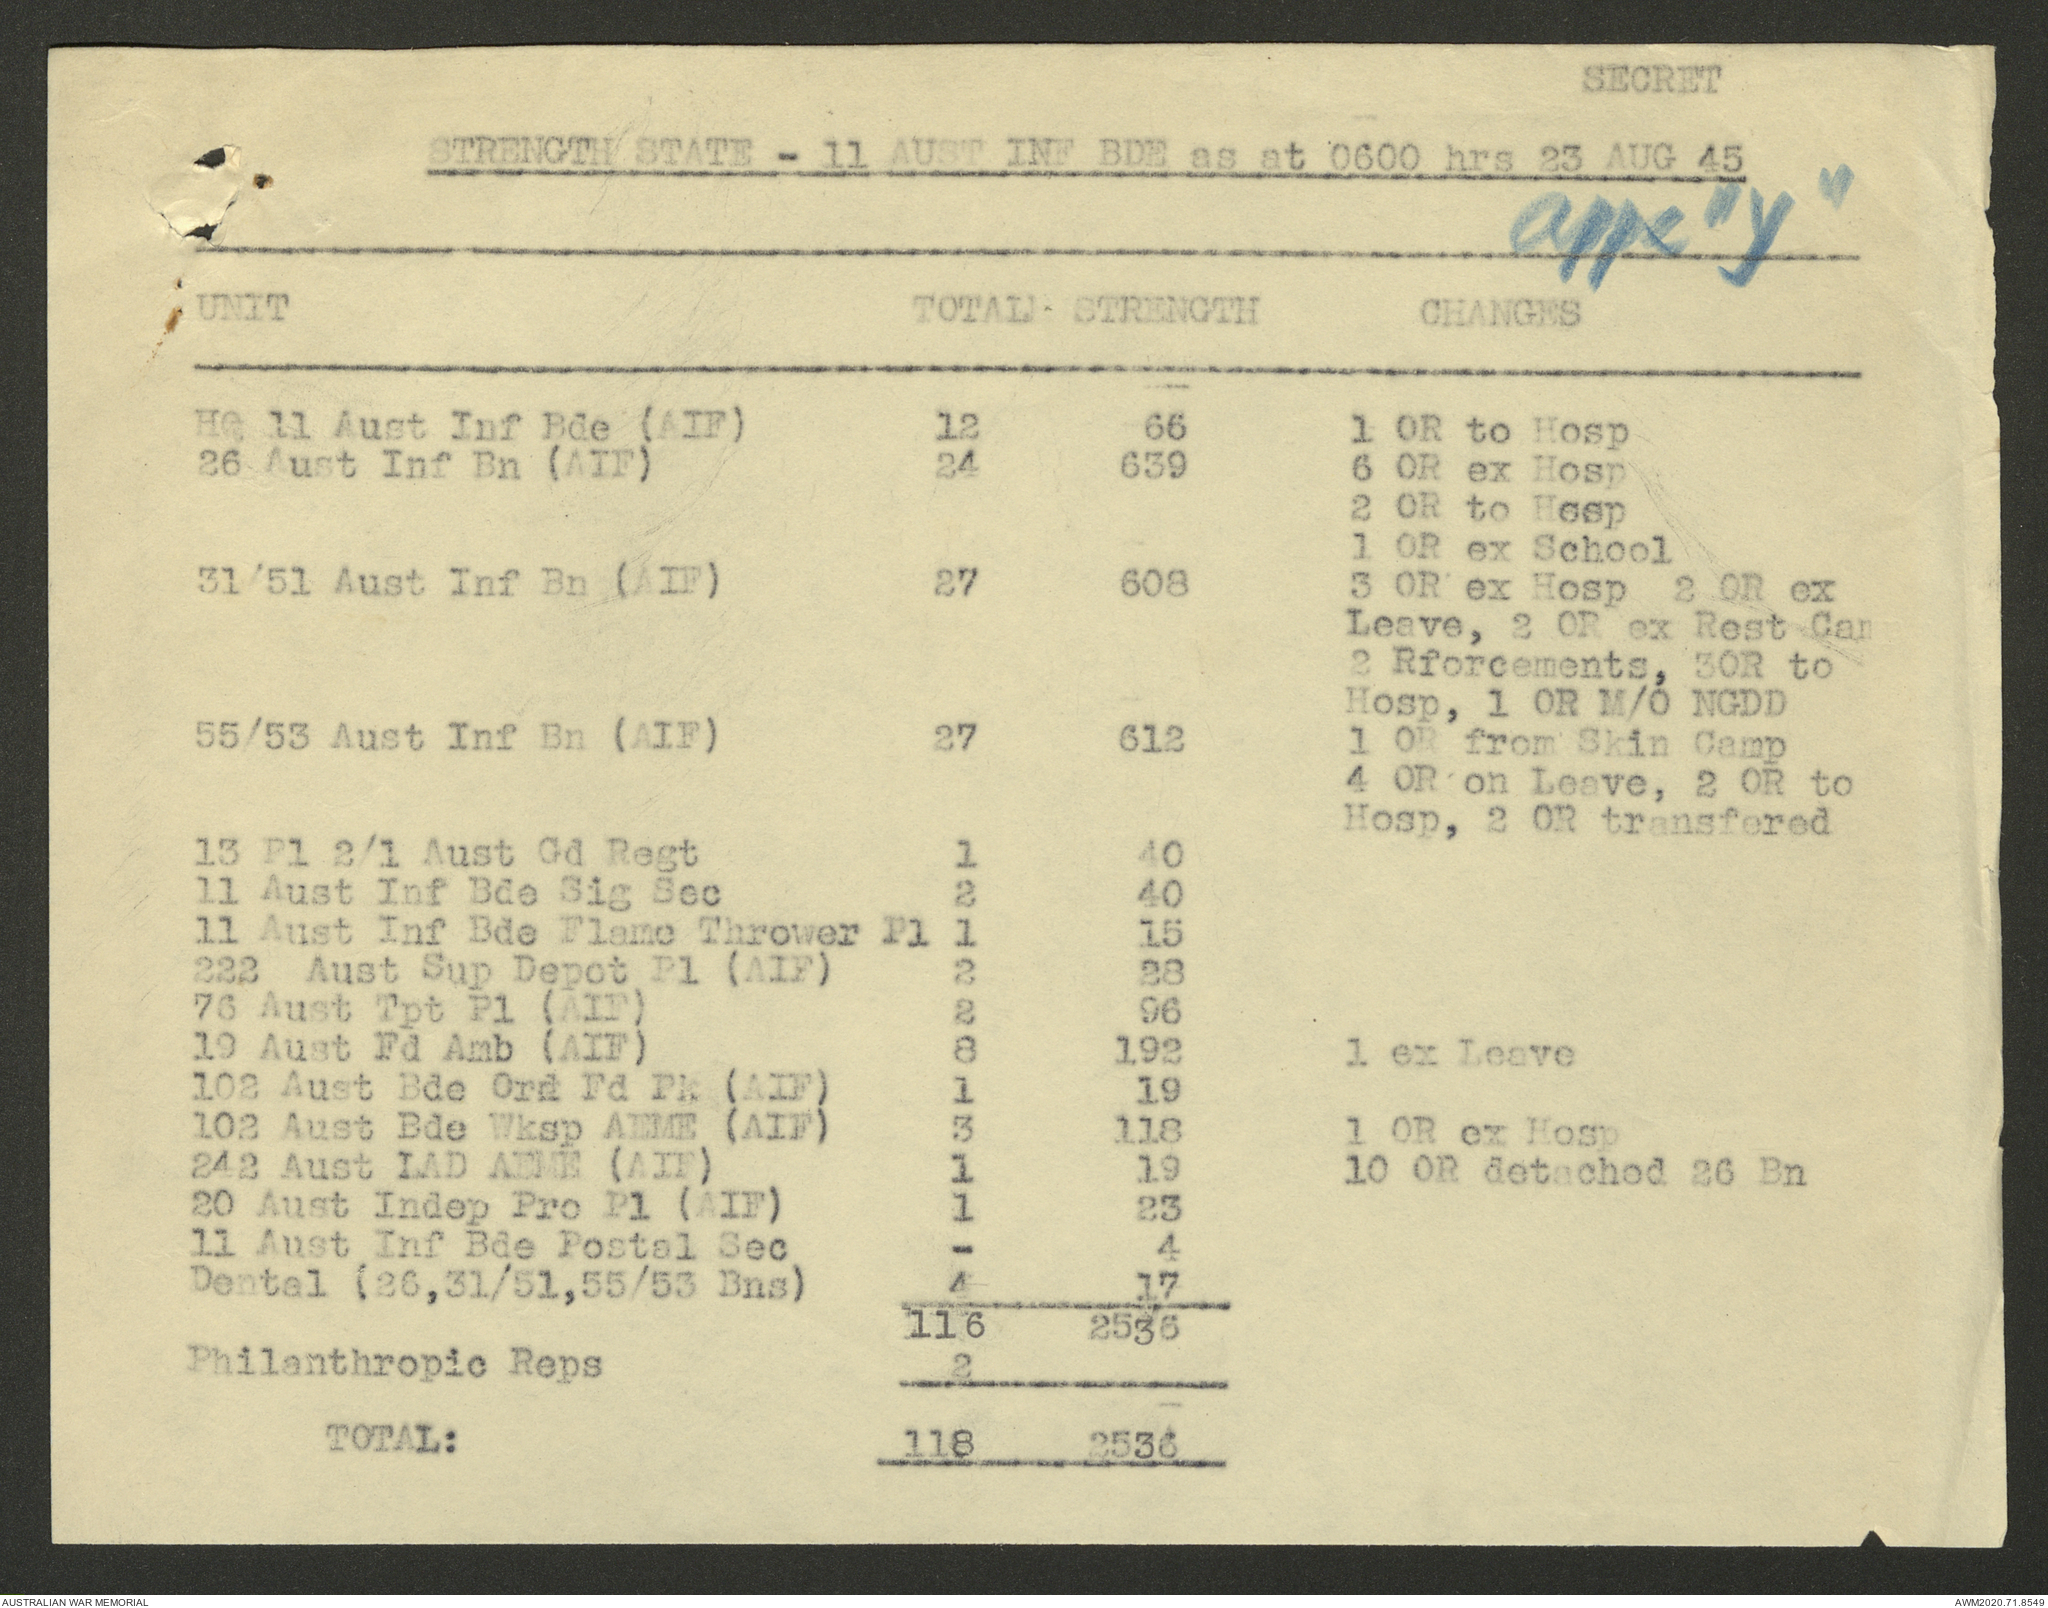 SECRET
STRENGTH STATE - 11 AUST INF BDE as at 0600 hrs 23 AUG 45
appx "y"
UNIT TOTAL STRENGTH CHANGES
HQ 11 Aust Inf Bde (AIF) 12 66 1 OR to Hosp
26 Aust Inf Bn (AIF) 24 639 6 OR ex Hosp
2 OR to Hosp
1 OR ex School
31/51 Aust Inf Bn (AIF) 27 608 3 OR ex Hosp 2 OR ex
Leave, 2 OR ex Rest Cam
2 Rforcements, 3OR to
Hosp, 1 OR M/O NGDD
55/53 Aust Inf Bn (AIF) 27 612 1 OR from Skin Camp
4 OR on Leave, 2 OR to
Hosp, 2 OR transfered
13 Pl 2/1 Aust Gd Regt 1 40
11 Aust Inf Bde Sig Sec 2 40
11 Aust Inf Bde Flame Thrower Pl 1 15
222 Aust Sup Depot Pl (AIF) 2 28
76 Aust Tpt Pl (AIF) 2 96
19 Aust Fd Amb (AIF) 8 192 1 ex Leave
102 Aust Bde Ord Fd Pk (AIF) 1 19
102 Aust Bde Wksp AEME (AIF) 3 118 1 OR ex Hosp
242 Aust LAD AEME (AIF) 1 19 10 OR detached 26 Bn
20 Aust Indep Pro Pl (AIF) 1 23
11 Aust Inf Bde Postal Sec - 4
Dental (26,31/51,55/53 Bns) 4 17
116 2536
Philanthropic Reps 2
TOTAL: 118 2536
AUSTRALIAN WAR MEMORIAL AWM2020.71.8549